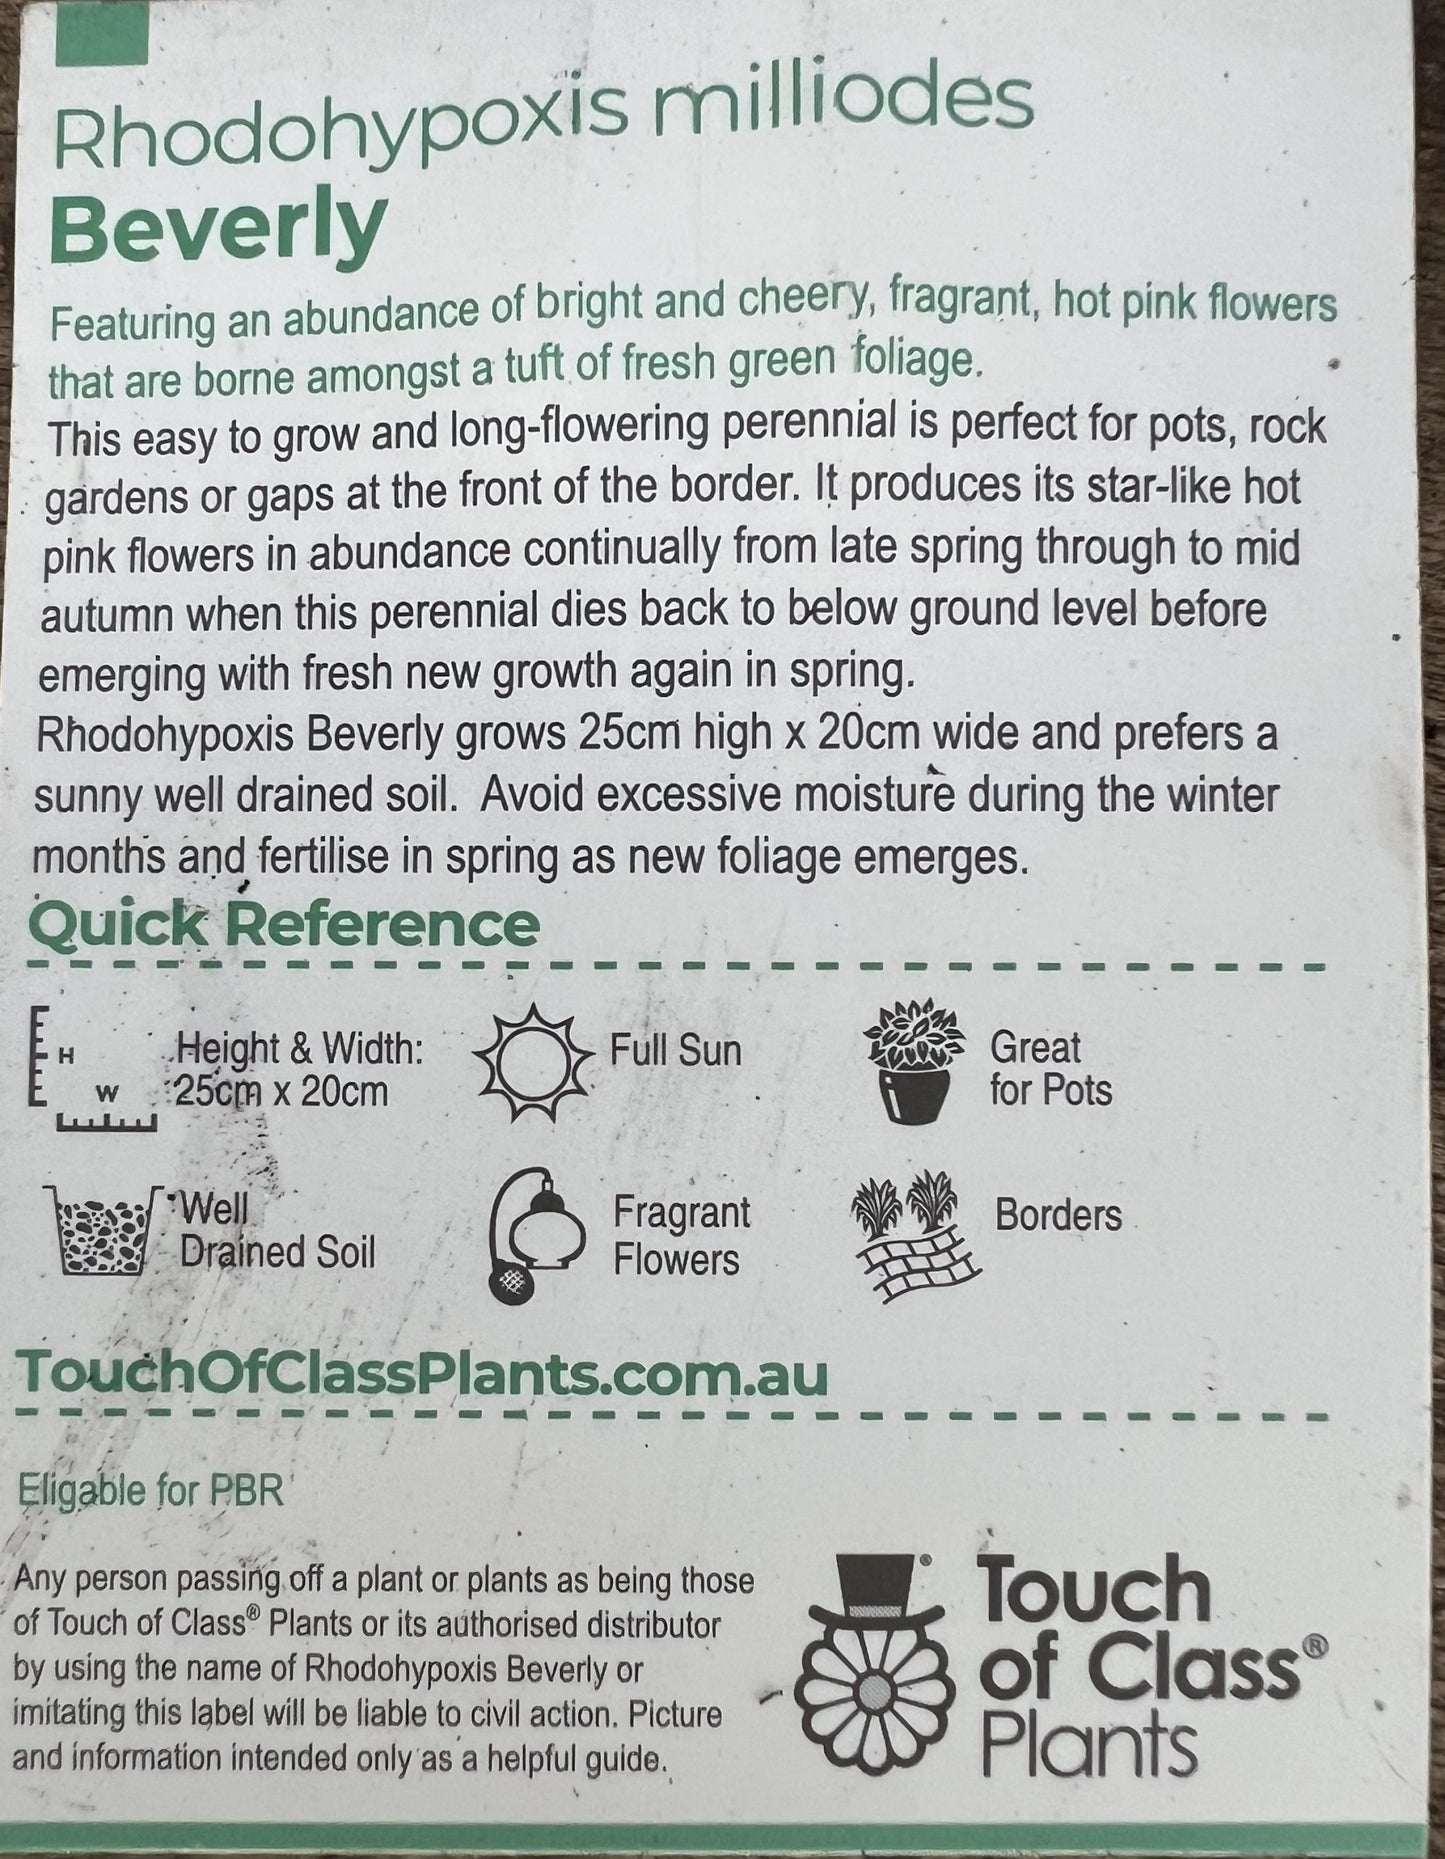 Rhodohypoxis milliodes
Beverly
Featuring an abundance of bright and cheery, fragrant, hot pink flowers
that are borne amongst a tuft of fresh green foliage.
This easy to grow and long-flowering perennial is perfect for pots, rock
gardens or gaps at the front of the border. It produces its star-like hot
pink flowers in abundance continually from late spring through to mid
autumn when this perennial dies back to below ground level before
emerging with fresh new growth again in spring.
Rhodohypoxis Beverly grows 25cm high x 20cm wide and prefers a
sunny well drained soil. Avoid excessive moisture during the winter
months and fertilise in spring as new foliage emerges.
Quick Reference
H
W
Height & Width:
25cm x 20cm
Full Sun
Great
for Pots
Well
Drained Soil
Fragrant
Flowers
Borders
TouchOfClassPlants.com.au
Eligable for PBR
Any person passing off a plant or plants as being those
of Touch of Class® Plants or its authorised distributor
by using the name of Rhodohypoxis Beverly or
imitating this label will be liable to civil action. Picture
and information intended only as a helpful guide.
®
Touch
of Class®
Plants